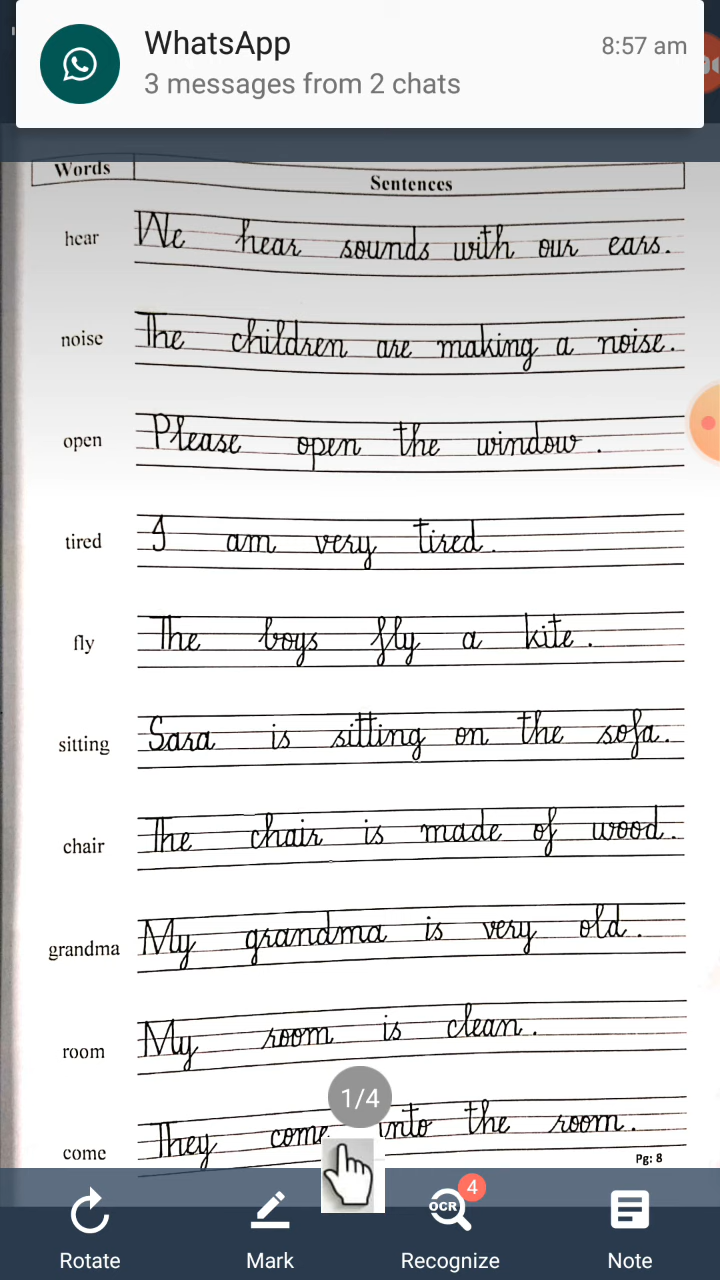 WhatsApp 8:57 am
3 messages from 2 chats
Words Sentences
hear We hear sounds with our ears.
noise The children are making a noise.
open Please open the window.
tired I am very tired.
fly The boys fly a kite.
sitting Sara is sitting on the sofa.
chair The chair is made of wood.
grandma My grandma is very old.
room My room is clean.
1/4
come They come into the room.
Pg: 8
OCR 4
Rotate Mark Recognize Note